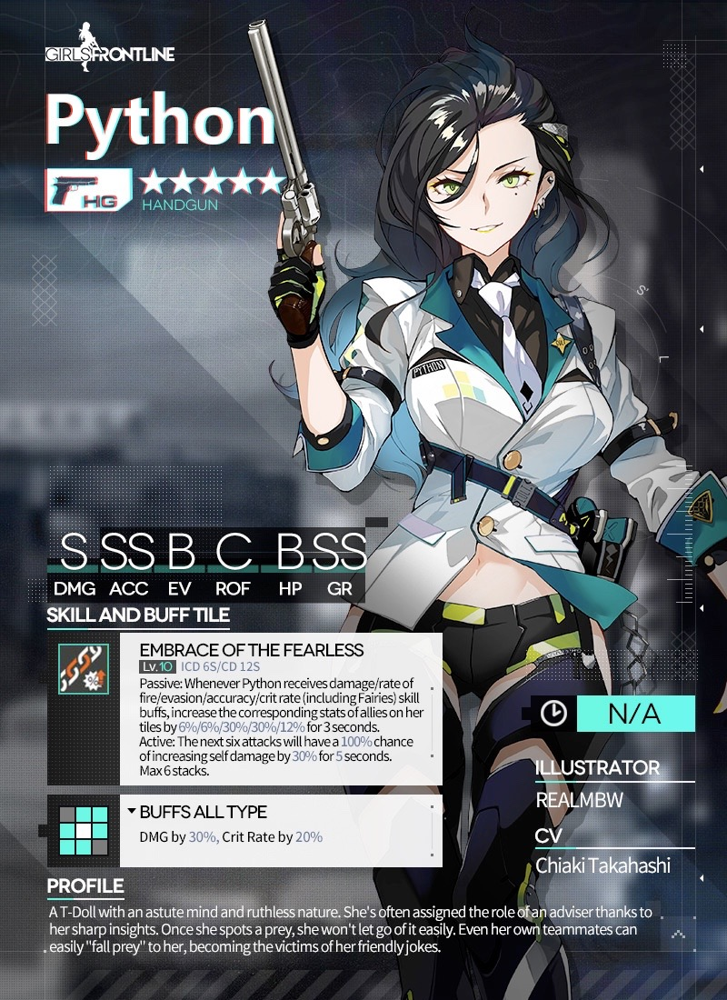 GIRLS FRONTLINE
Python
HG
HANDGUN
PYTHON
S SS B C B SS
DMG ACC EV ROF HP GR
SKILL AND BUFF TILE
EMBRACE OF THE FEARLESS
Lv.10 ICD 6S/CD 12S
Passive: Whenever Python receives damage/rate of
fire/evasion/accuracy/crit rate (including Fairies) skill
buffs, increase the corresponding stats of allies on her
tiles by 6%/6%/30%/30%/12% for 3 seconds.
Active: The next six attacks will have a 100% chance
of increasing self damage by 30% for 5 seconds.
Max 6 stacks.
N/A
BUFFS ALL TYPE
DMG by 30%, Crit Rate by 20%
ILLUSTRATOR
REALMBW
CV
Chiaki Takahashi
PROFILE
A T-Doll with an astute mind and ruthless nature. She's often assigned the role of an adviser thanks to
her sharp insights. Once she spots a prey, she won't let go of it easily. Even her own teammates can
easily "fall prey" to her, becoming the victims of her friendly jokes.